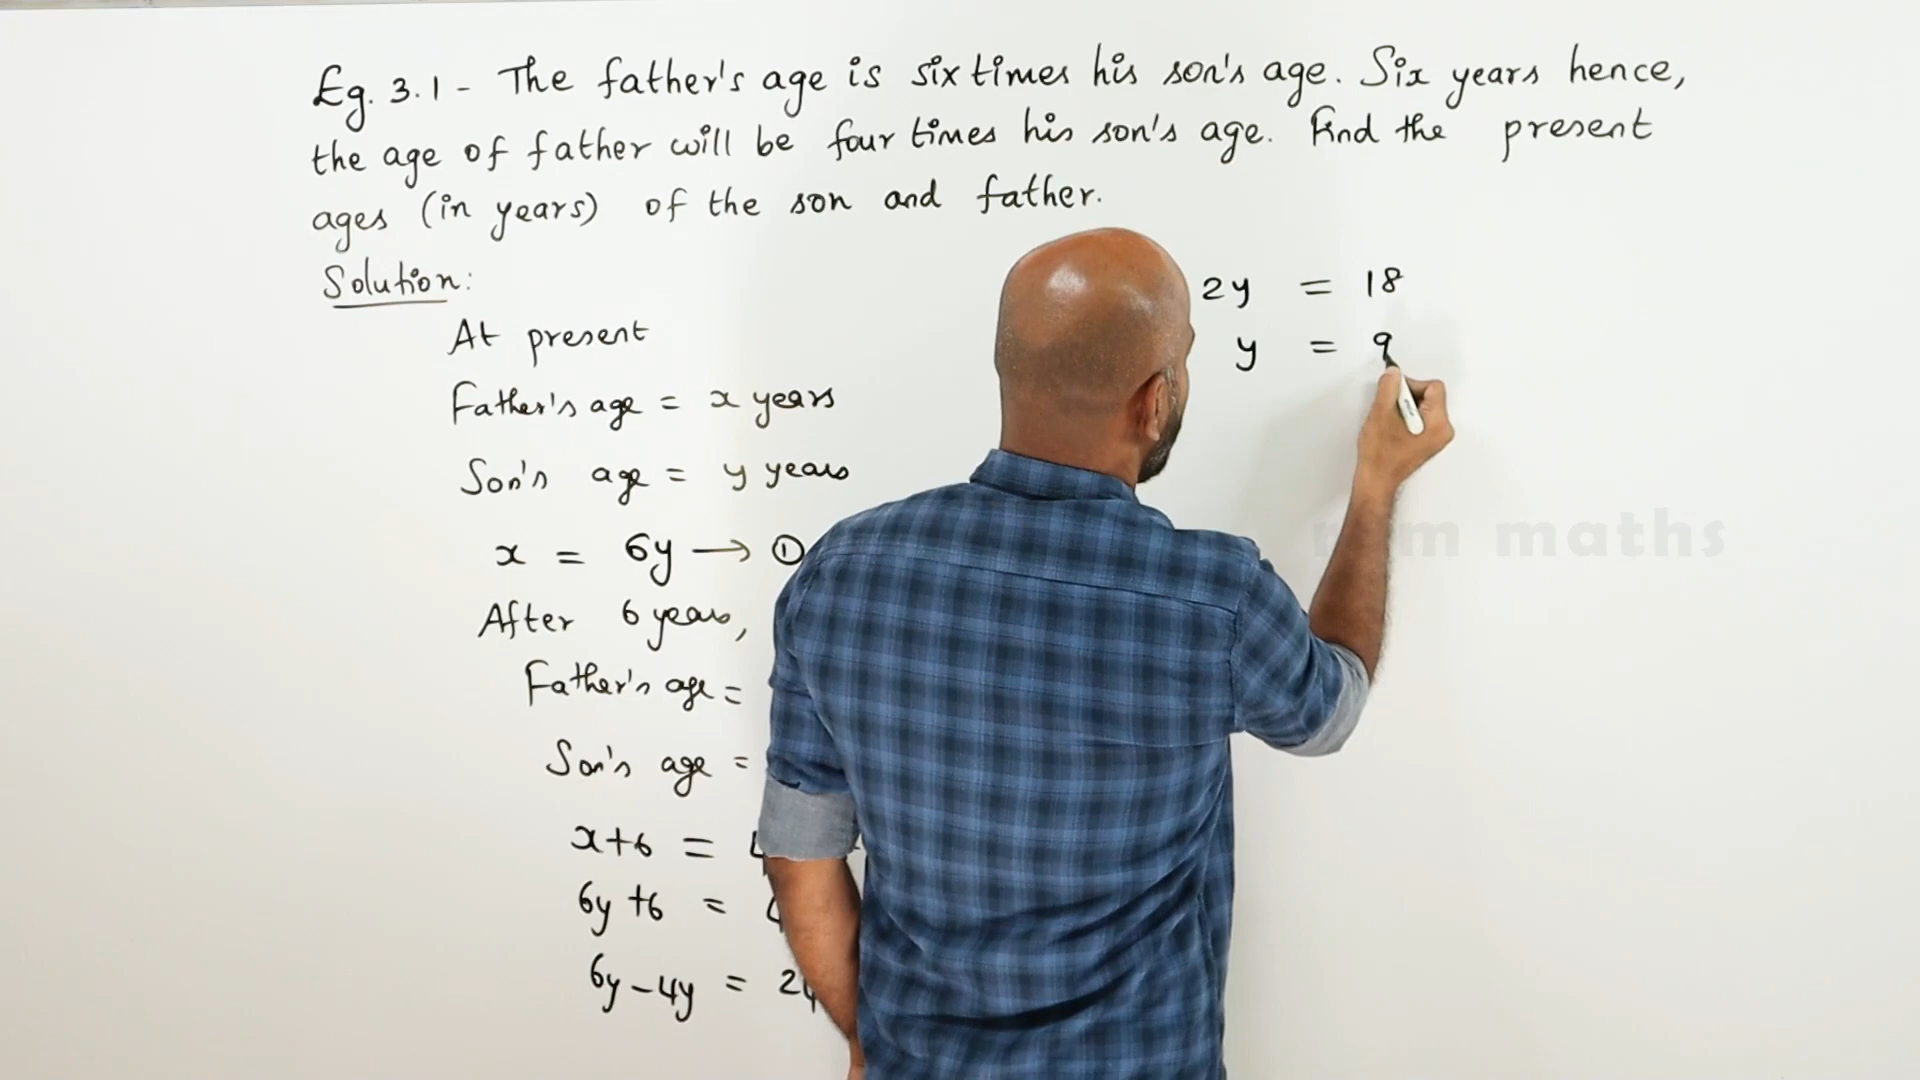 Eg. 3.1 - The father's age is six times his son's age. Six years hence,
the age of father will be four times his son's age. Find the present
ages (in years) of the son and father.
Solution:
At present
Father's age = x years
Son's age = y years
x = 6y → ①
After 6 years,
Father's age =
Son's age =
x+6 =
6y +6 =
6y - 4y = 24
2y = 18
y = 9
maths